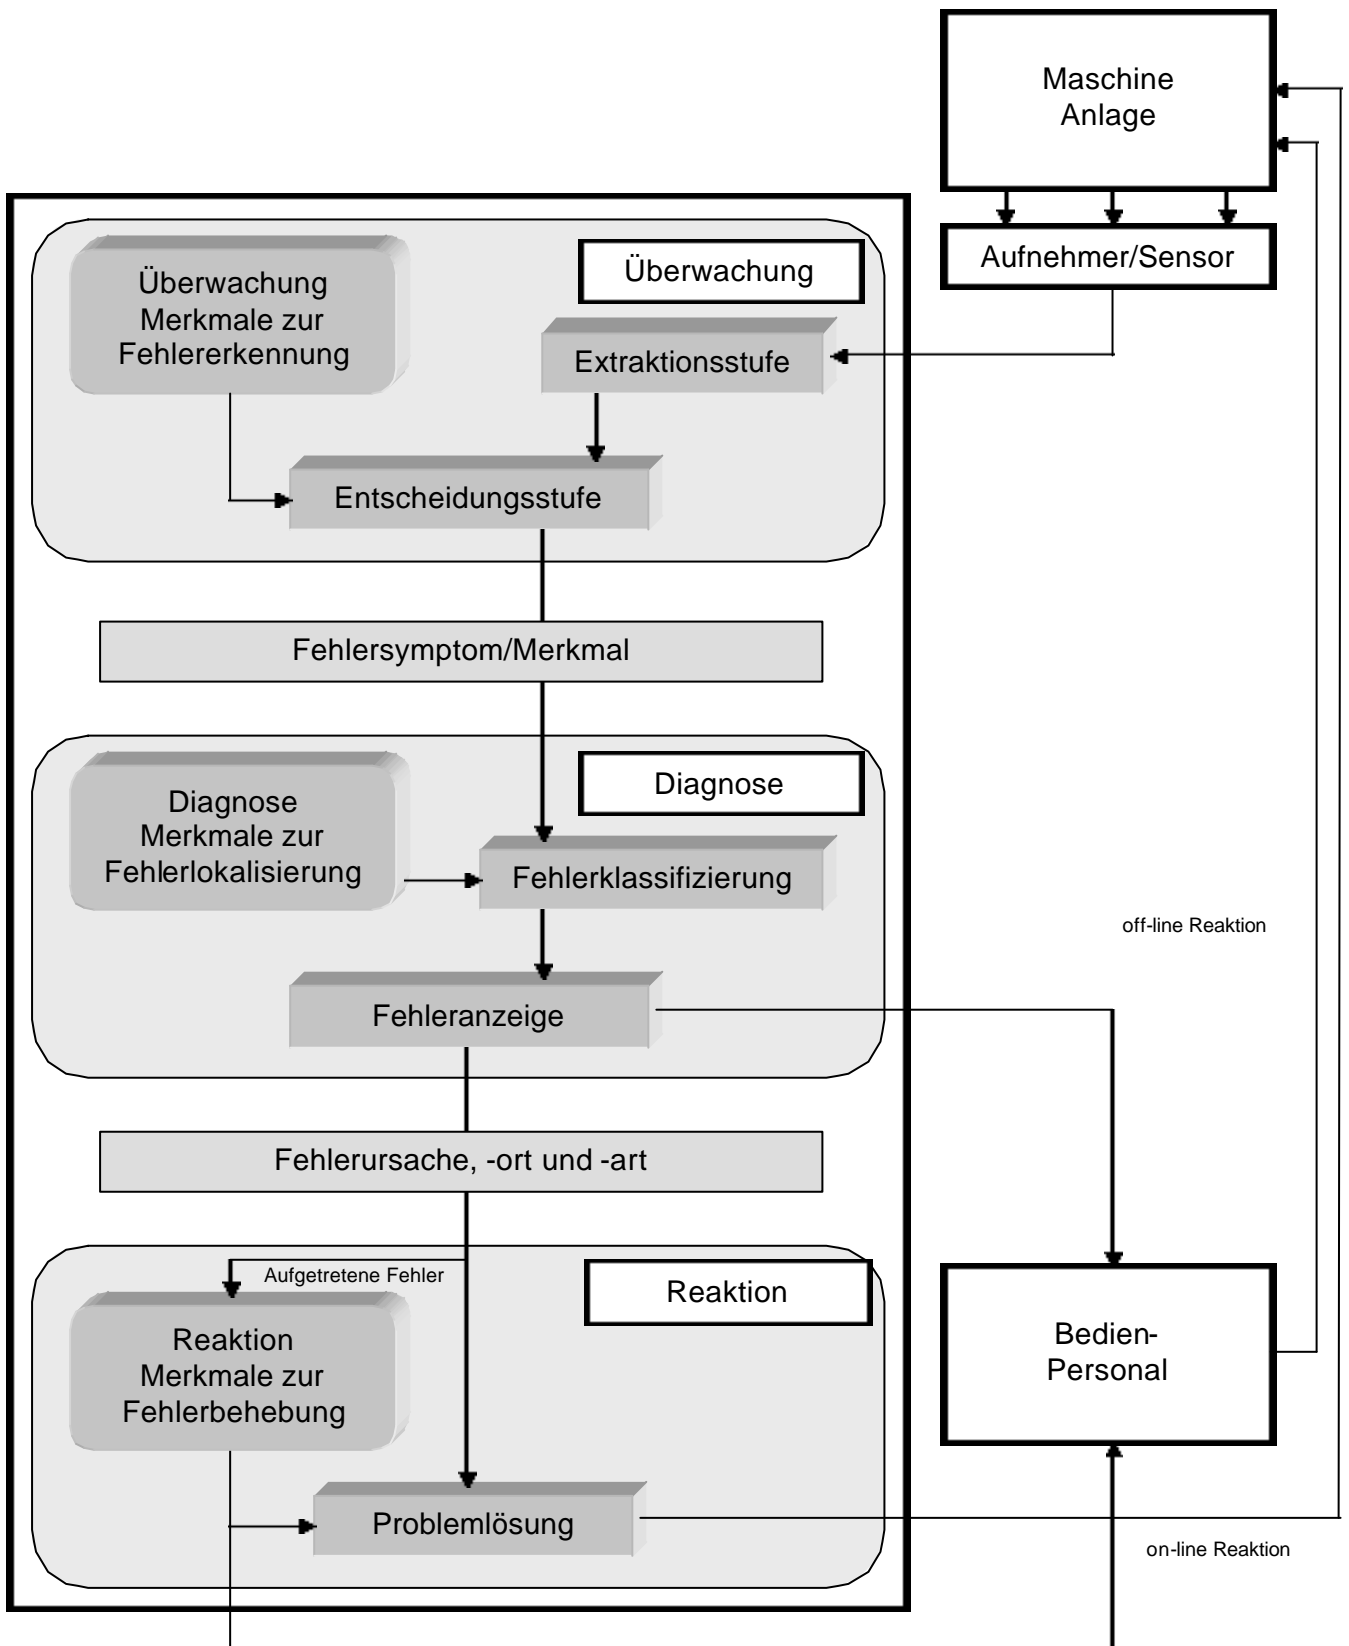 Maschine
Anlage
Aufnehmer/Sensor
Überwachung
Überwachung
Merkmale zur
Fehlererkennung
Extraktionsstufe
Entscheidungsstufe
Fehlersymptom/Merkmal
Diagnose
Diagnose
Merkmale zur
Fehlerlokalisierung
Fehlerklassifizierung
off-line Reaktion
Fehleranzeige
Fehlerursache, -ort und -art
Aufgetretene Fehler
Reaktion
Reaktion
Merkmale zur
Fehlerbehebung
Bedien-
Personal
Problemlösung
on-line Reaktion